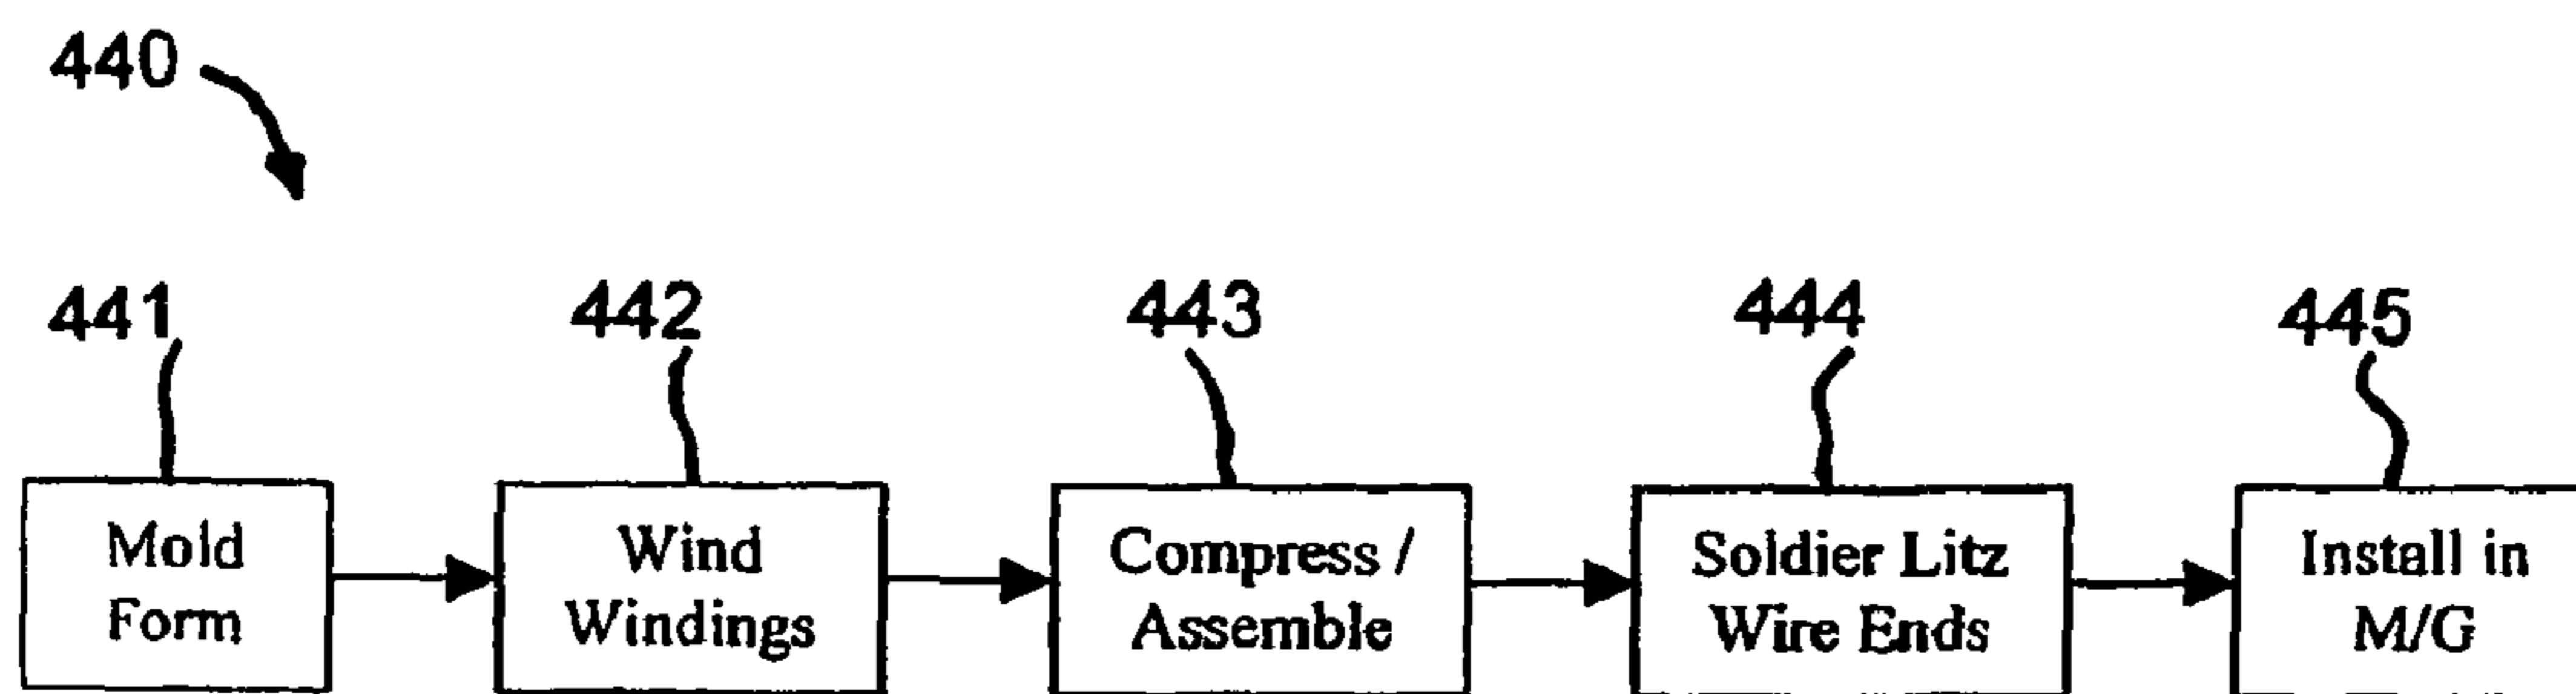 440
441
442
443
444
445
Mold
Form
Wind
Windings
Compress /
Assemble
Soldier Litz
Wire Ends
Install in
M/G